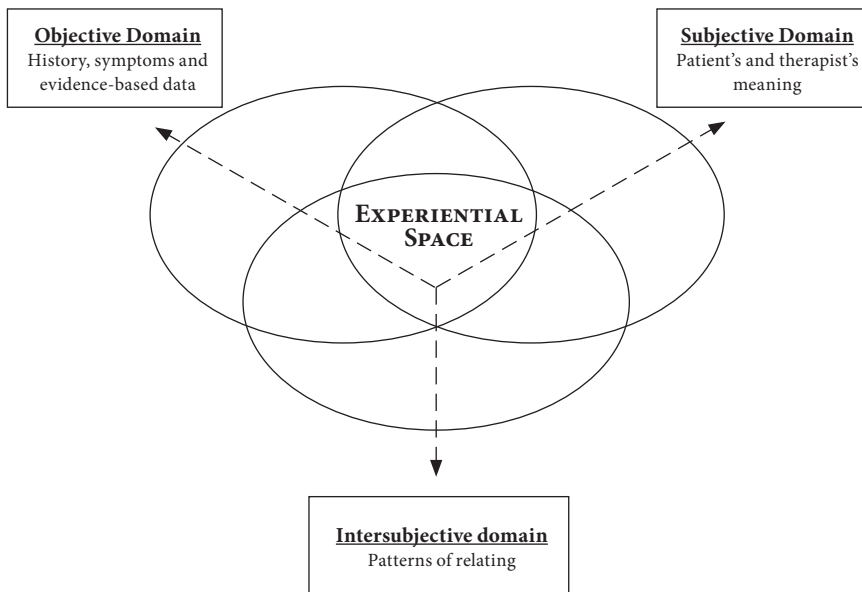 Objective Domain
History, symptoms and
evidence-based data
Subjective Domain
Patient's and therapist's
meaning
EXPERIENTIAL
SPACE
Intersubjective domain
Patterns of relating